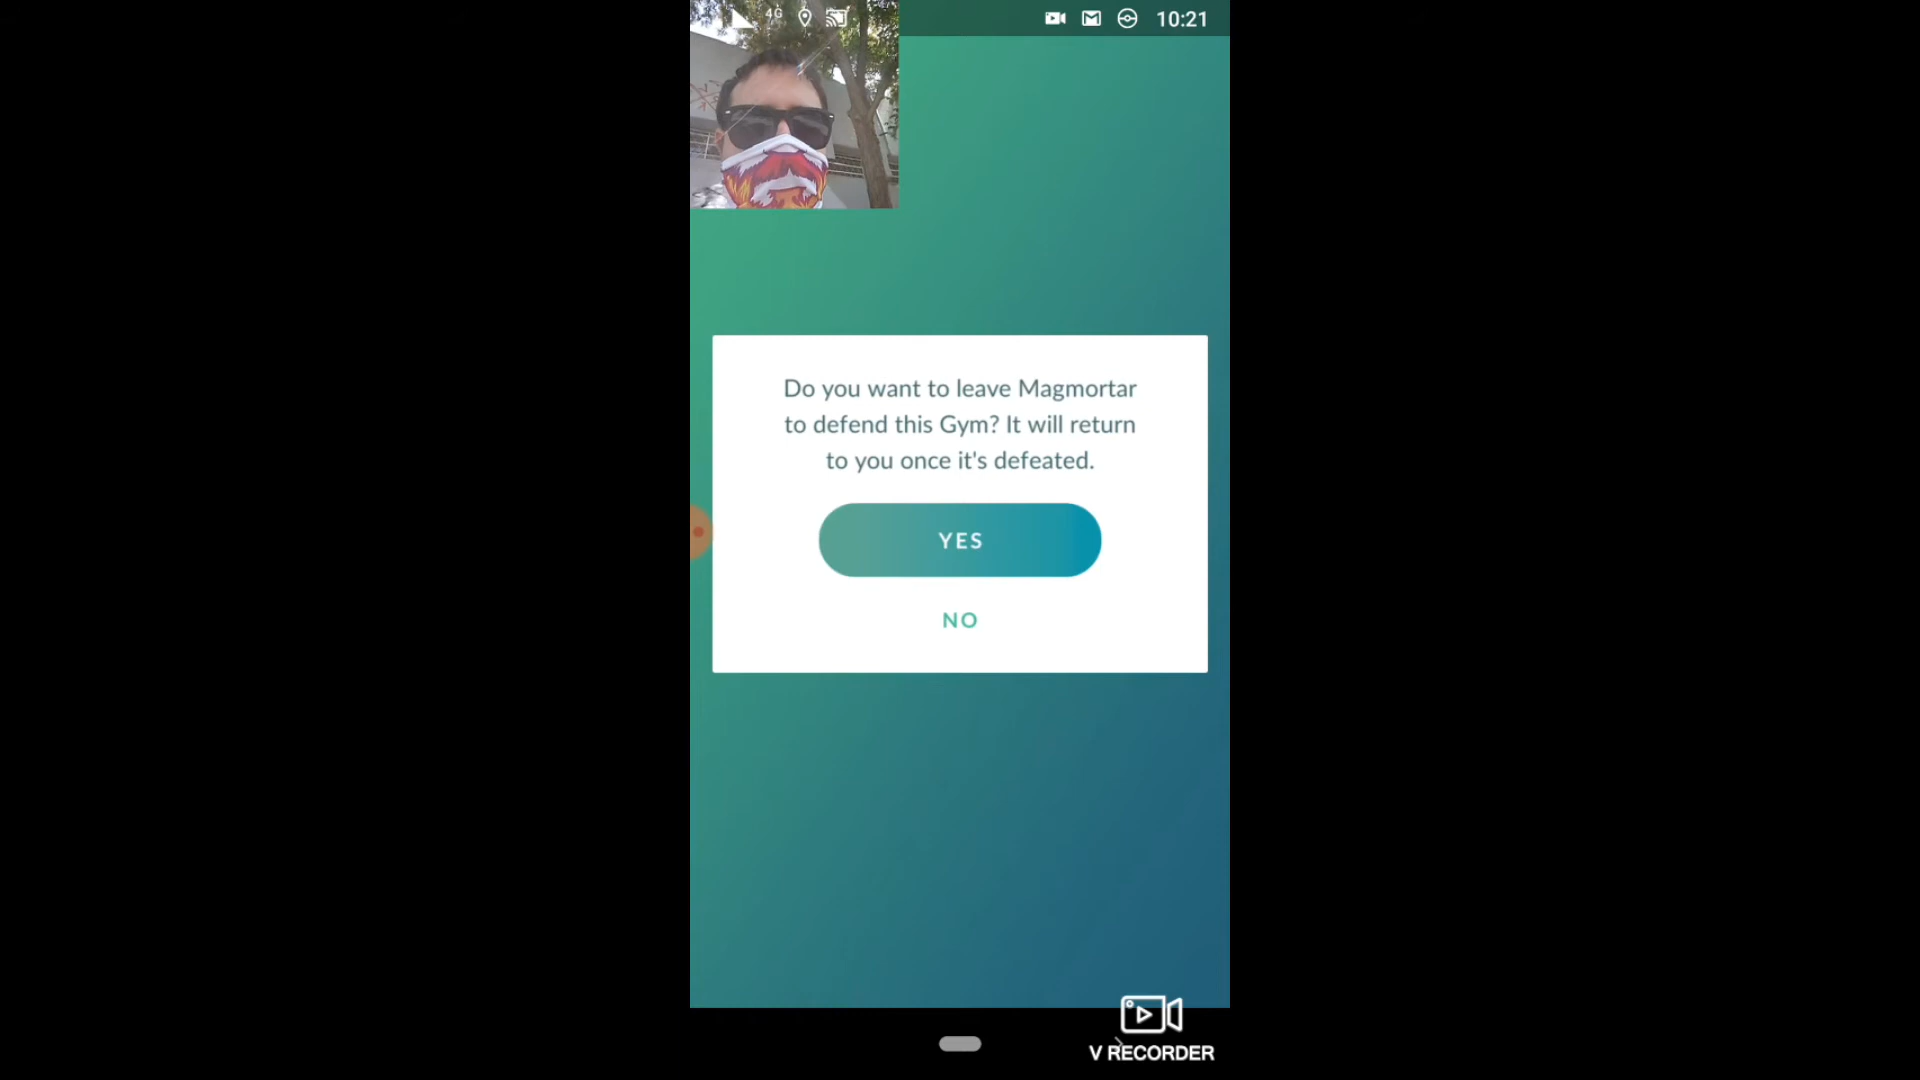 4G
10:21
Do you want to leave Magmortar
to defend this Gym? It will return
to you once it's defeated.
YES
NO
V RECORDER